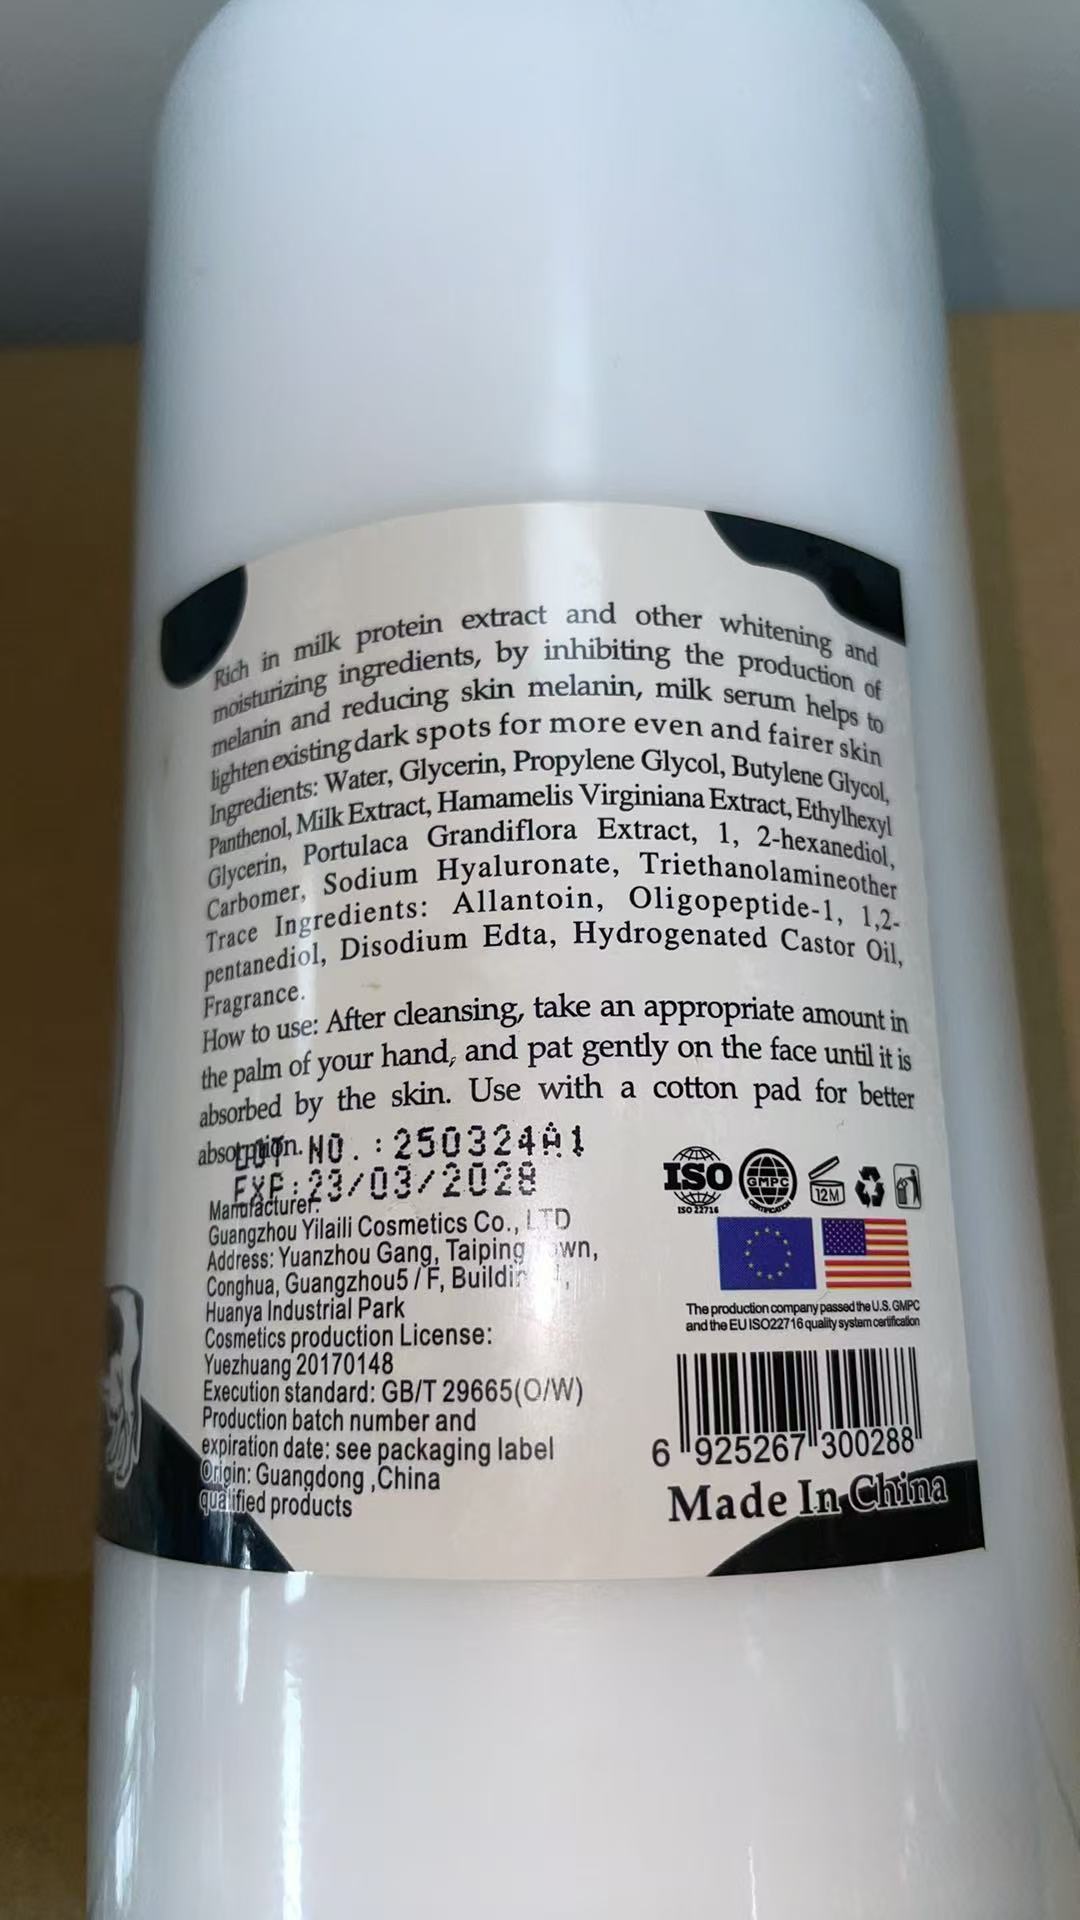 Rich in milk protein extract and other whitening and
moisturizing ingredients, by inhibiting the production of
melanin and reducing skin melanin, milk serum helps to
lighten existing dark spots for more even and fairer skin
Ingredients: Water, Glycerin, Propylene Glycol, Butylene Glycol,
Panthenol, Milk Extract, Hamamelis Virginiana Extract, Ethylhexyl
Glycerin, Portulaca Grandiflora Extract, 1, 2-hexanediol,
Carbomer, Sodium Hyaluronate, Triethanolamineother
Trace Ingredients: Allantoin, Oligopeptide-1, 1,2-
pentanediol, Disodium Edta, Hydrogenated Castor Oil,
Fragrance.
How to use: After cleansing, take an appropriate amount in
the palm of your hand, and pat gently on the face until it is
absorbed by the skin. Use with a cotton pad for better
absorption.
LOT NO.:250324A1
EXP:23/03/2028
Manufacturer:
Guangzhou Yilaili Cosmetics Co., LTD
Address: Yuanzhou Gang, Taiping
Conghua, Guangzhou5 / F,
Huanya Industrial Park
Cosmetics production License:
Yuezhuang 20170148
Execution standard: GB/T 29665(O/W)
Production batch number and
expiration date: see packaging label
Origin: Guangdong ,China
qualified products
ISO
ISO 22716
GMPC
CERTIFICATION
12M
The production company passed the U.S. GMPC
and the EU ISO22716 quality system certification
6 925267 300288
Made In China